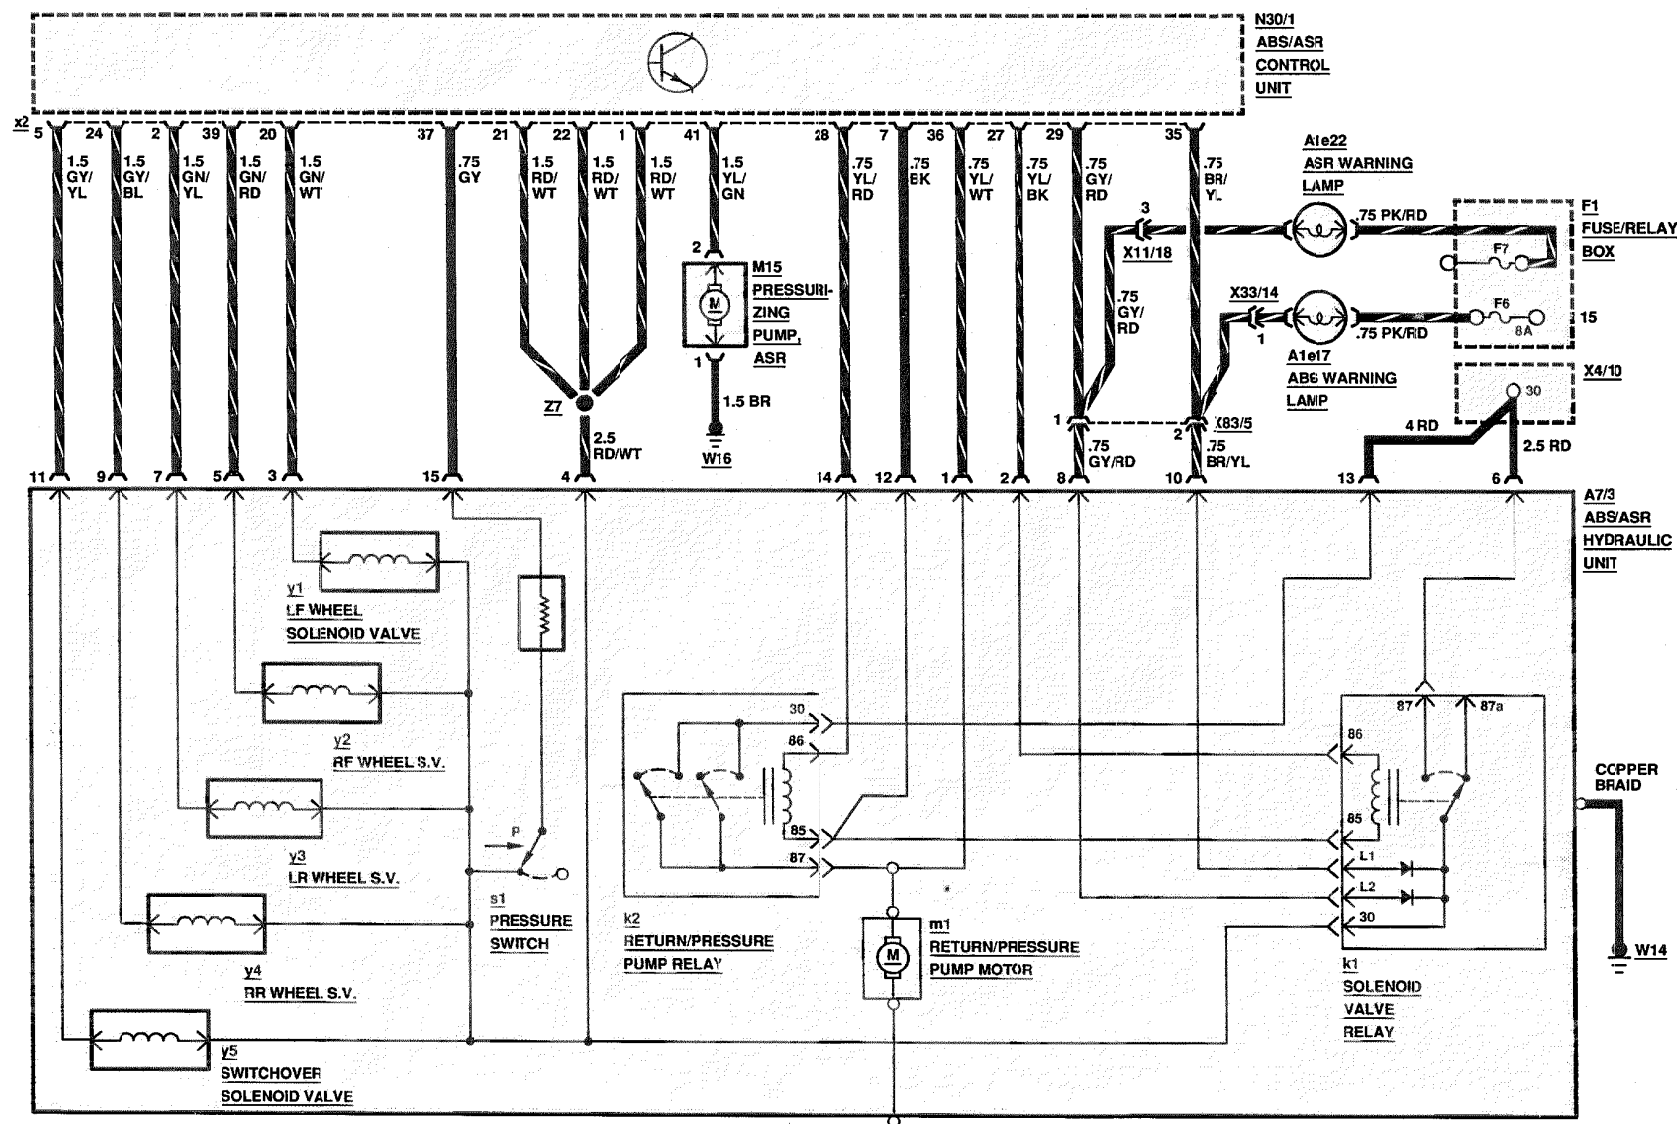 N30/1
ABS/ASR
CONTROL
UNIT
x2
5 24 2 39 20 37 21 22 1 41 28 7 36 27 29 35
1.5 GY/ YL
1.5 GY/ BL
1.5 GN/ YL
1.5 GN/ RD
1.5 GN/ WT
.75 GY
1.5 RD/ WT
1.5 RD/ WT
1.5 RD/ WT
1.5 YL/ GN
.75 YL/ RD
.75 BK
.75 YL/ WT
.75 YL/ BK
.75 GY/ RD
.75 BR/ YL
A1e22
ASR WARNING
LAMP
3
X11/18
.75 PK/RD
F1
FUSE/RELAY
BOX
F7
2
M
M15
PRESSURI-
ZING
PUMP,
ASR
1
1.5 BR
W16
.75
GY/
RD
X33/14
1
.75 PK/RD
F6
8A
15
A1e17
ABS WARNING
LAMP
X4/10
30
Z7
2.5
RD/WT
1
2
X83/5
.75
GY/RD
.75
BR/YL
4 RD
2.5 RD
11 9 7 5 3 15 4 14 12 1 2 8 10 13 6
A7/3
ABS/ASR
HYDRAULIC
UNIT
y1
LF WHEEL
SOLENOID VALVE
y2
RF WHEEL S.V.
y3
LR WHEEL S.V.
y4
RR WHEEL S.V.
y5
SWITCHOVER
SOLENOID VALVE
P
s1
PRESSURE
SWITCH
30
86
85
87
k2
RETURN/PRESSURE
PUMP RELAY
M
m1
RETURN/PRESSURE
PUMP MOTOR
87
87a
86
85
L1
L2
30
k1
SOLENOID
VALVE
RELAY
COPPER
BRAID
W14